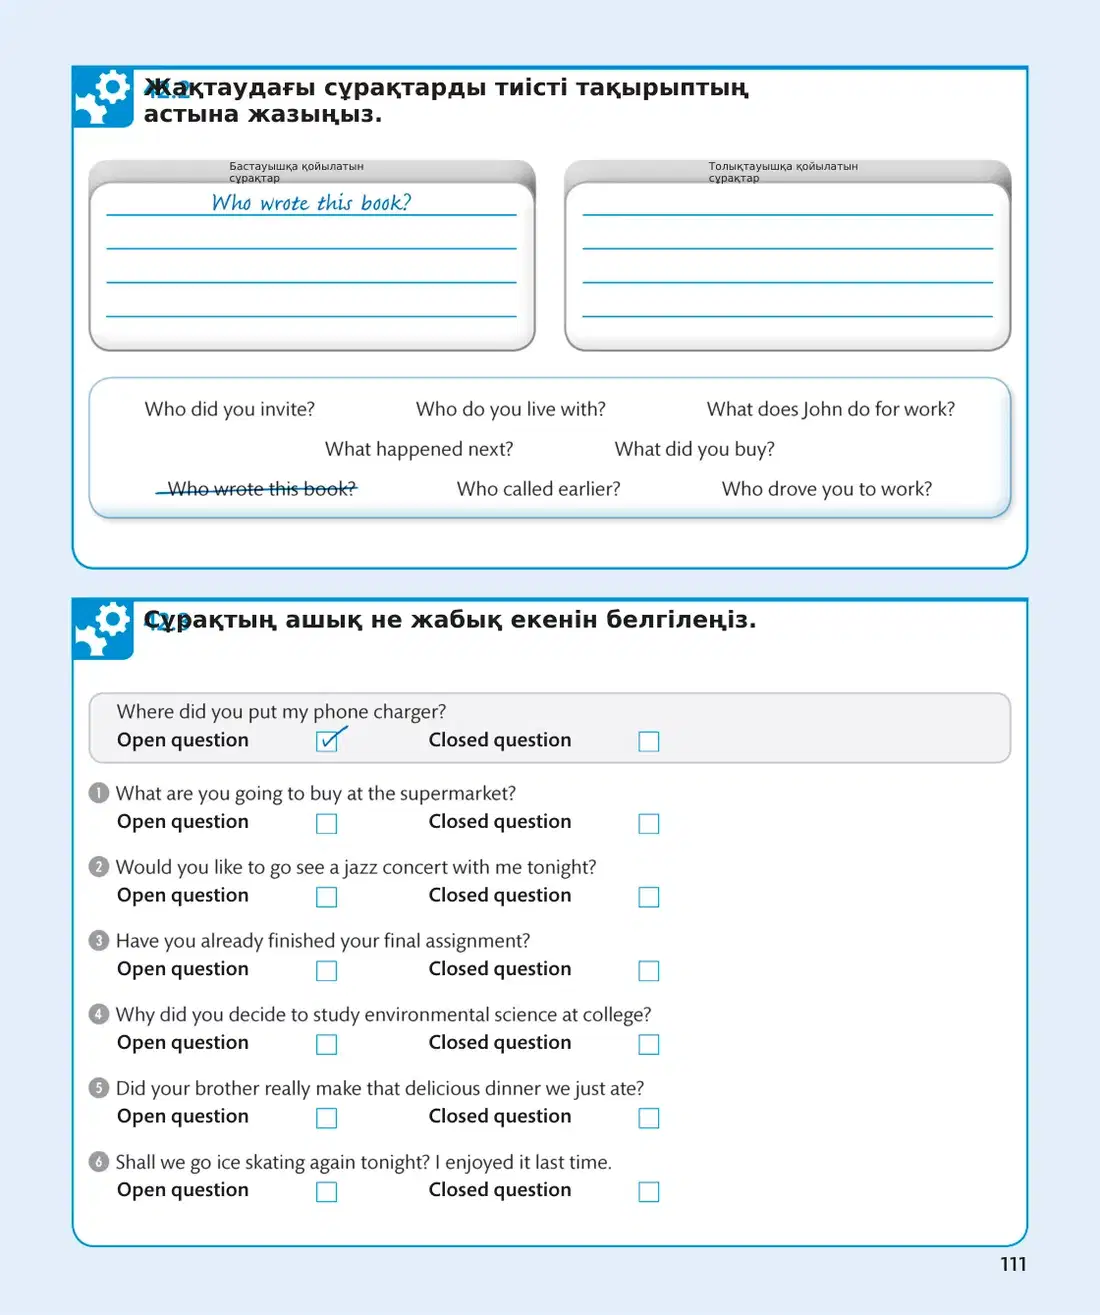 Жақтаудағы сұрақтарды тиісті тақырыптың
астына жазыңыз.
Бастауышқа қойылатын
сұрақтар
Толықтауышқа қойылатын
сұрақтар
Who wrote this book?
Who did you invite? Who do you live with? What does John do for work?
What happened next? What did you buy?
Who wrote this book? Who called earlier? Who drove you to work?
Сұрақтың ашық не жабық екенін белгілеңіз.
Where did you put my phone charger?
Open question Closed question
1 What are you going to buy at the supermarket?
Open question Closed question
2 Would you like to go see a jazz concert with me tonight?
Open question Closed question
3 Have you already finished your final assignment?
Open question Closed question
4 Why did you decide to study environmental science at college?
Open question Closed question
5 Did your brother really make that delicious dinner we just ate?
Open question Closed question
6 Shall we go ice skating again tonight? I enjoyed it last time.
Open question Closed question
111